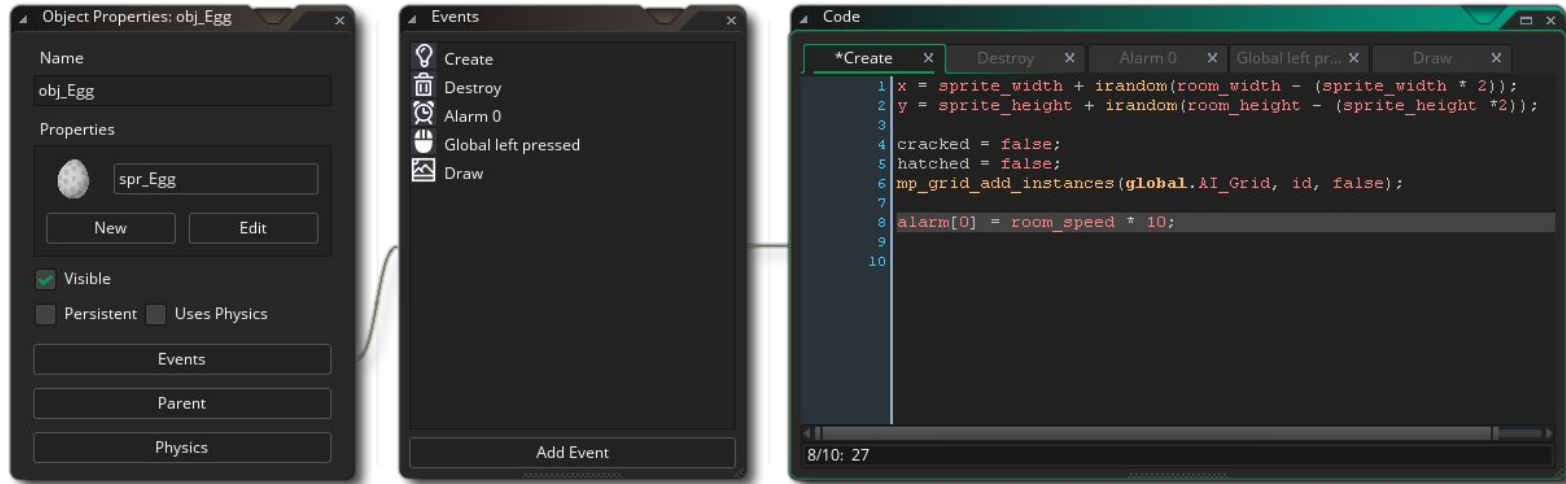 Object Properties: obj_Egg
Name
obj_Egg
Properties
spr_Egg
New
Edit
Visible
Persistent
Uses Physics
Events
Parent
Physics
Events
Create
Destroy
Alarm 0
Global left pressed
Draw
Add Event
Code
*Create
Destroy
Alarm 0
Global left pr...
Draw
1 x = sprite_width + irandom(room_width - (sprite_width * 2));
2 y = sprite_height + irandom(room_height - (sprite_height *2));
3
4 cracked = false;
5 hatched = false;
6 mp_grid_add_instances(global.AI_Grid, id, false);
7
8 alarm[0] = room_speed * 10;
9
10
8/10: 27